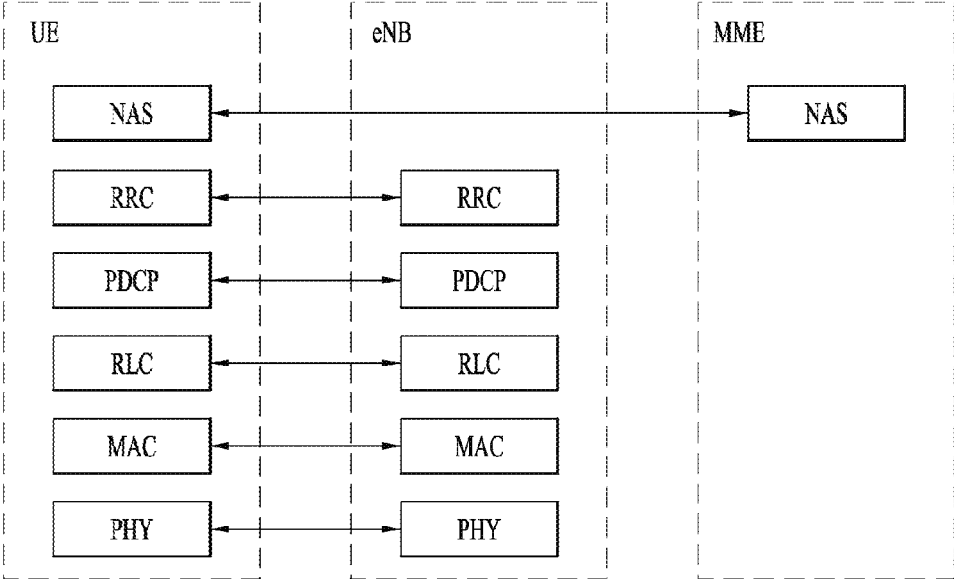 UE eNB MME
NAS NAS
RRC RRC
PDCP PDCP
RLC RLC
MAC MAC
PHY PHY